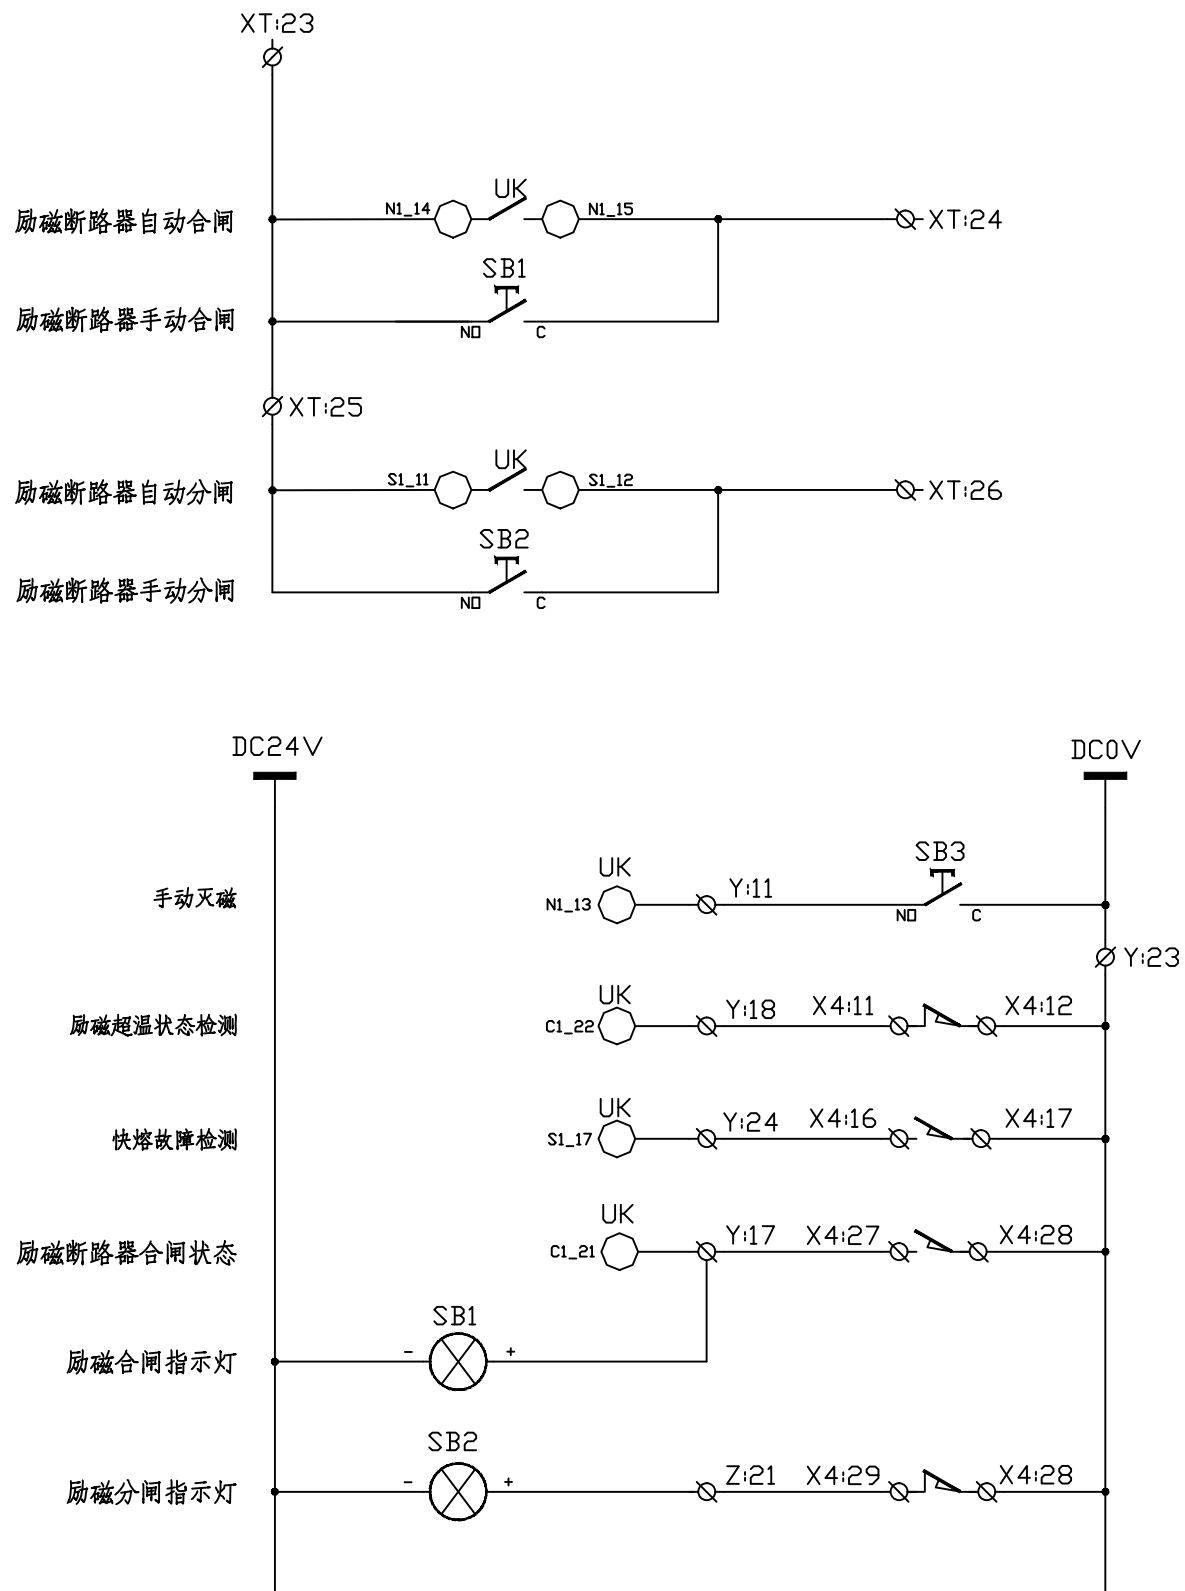 XT:23
UK
励磁断路器自动合闸 N1_14 N1_15 XT:24
SB1
励磁断路器手动合闸
NO C
XT:25
UK
励磁断路器自动分闸 S1_11 S1_12 XT:26
SB2
励磁断路器手动分闸
NO C
DC24V DC0V
SB3
UK Y:11
手动灭磁 N1_13
NO C
Y:23
UK Y:18 X4:11 X4:12
励磁超温状态检测 C1_22
UK Y:24 X4:16 X4:17
快熔故障检测 S1_17
UK Y:17 X4:27 X4:28
励磁断路器合闸状态 C1_21
SB1
励磁合闸指示灯 - +
SB2
励磁分闸指示灯 - + Z:21 X4:29 X4:28